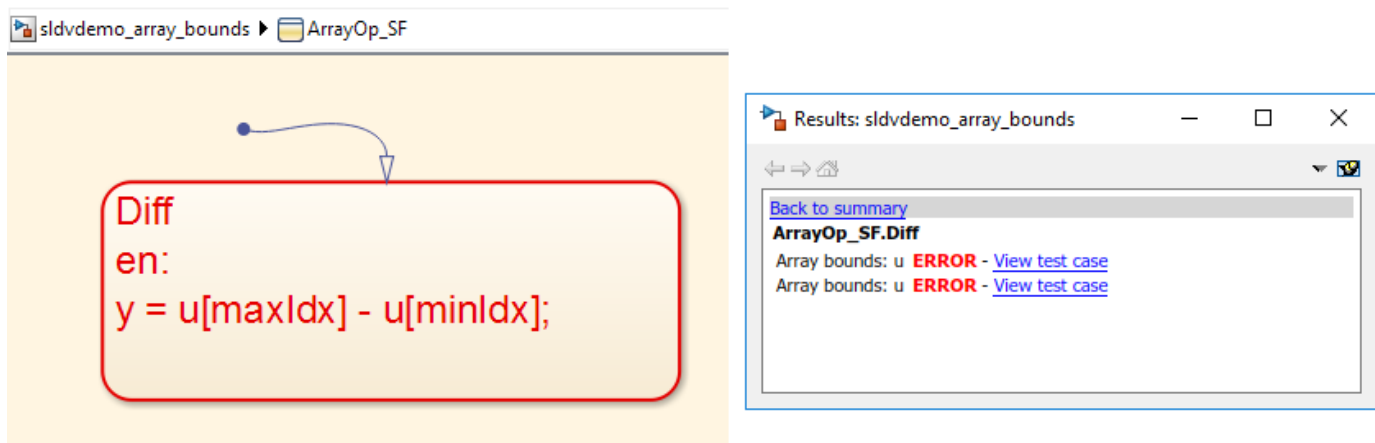 sldvdemo_array_bounds ArrayOp_SF
Diff
en:
y = u[maxIdx] - u[minIdx];
Results: sldvdemo_array_bounds
Back to summary
ArrayOp_SF.Diff
Array bounds: u ERROR - View test case
Array bounds: u ERROR - View test case